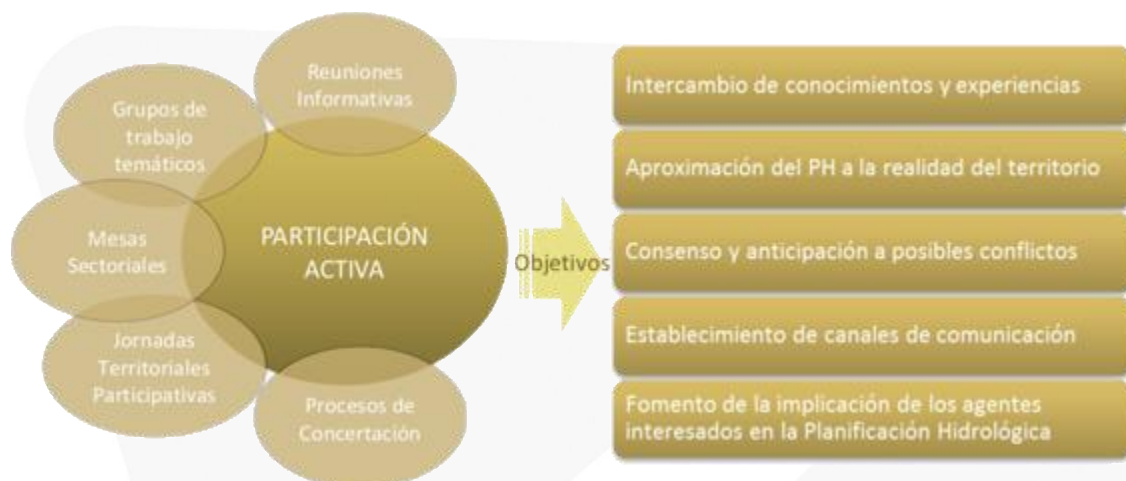 Reuniones
Informativas
Grupos de
trabajo
temáticos
Mesas
Sectoriales
Jornadas
Territoriales
Participativas
Procesos de
Concertación
PARTICIPACIÓN
ACTIVA
Objetivos
Intercambio de conocimientos y experiencias
Aproximación del PH a la realidad del territorio
Consenso y anticipación a posibles conflictos
Establecimiento de canales de comunicación
Fomento de la implicación de los agentes
interesados en la Planificación Hidrológica